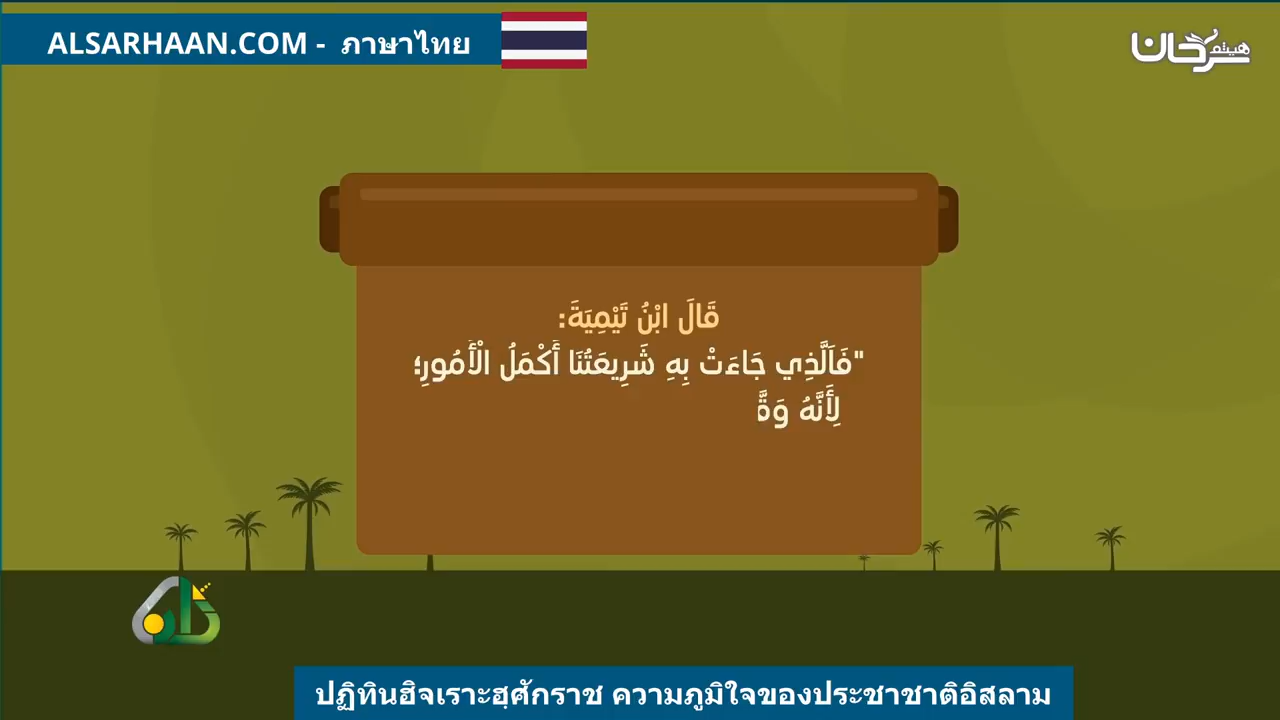 ALSARHAAN.COM - ภาษาไทย
هيثم سرحان
قَالَ ابْنُ تَيْمِيَةَ:
"فَاَلَّذِي جَاءَتْ بِهِ شَرِيعَتُنَا أَكْمَلُ الْأُمُورِ؛
لِأَنَّهُ وَقَّ
ปฏิทินฮิจเราะฮฺศักราช ความภูมิใจของประชาชาติอิสลาม